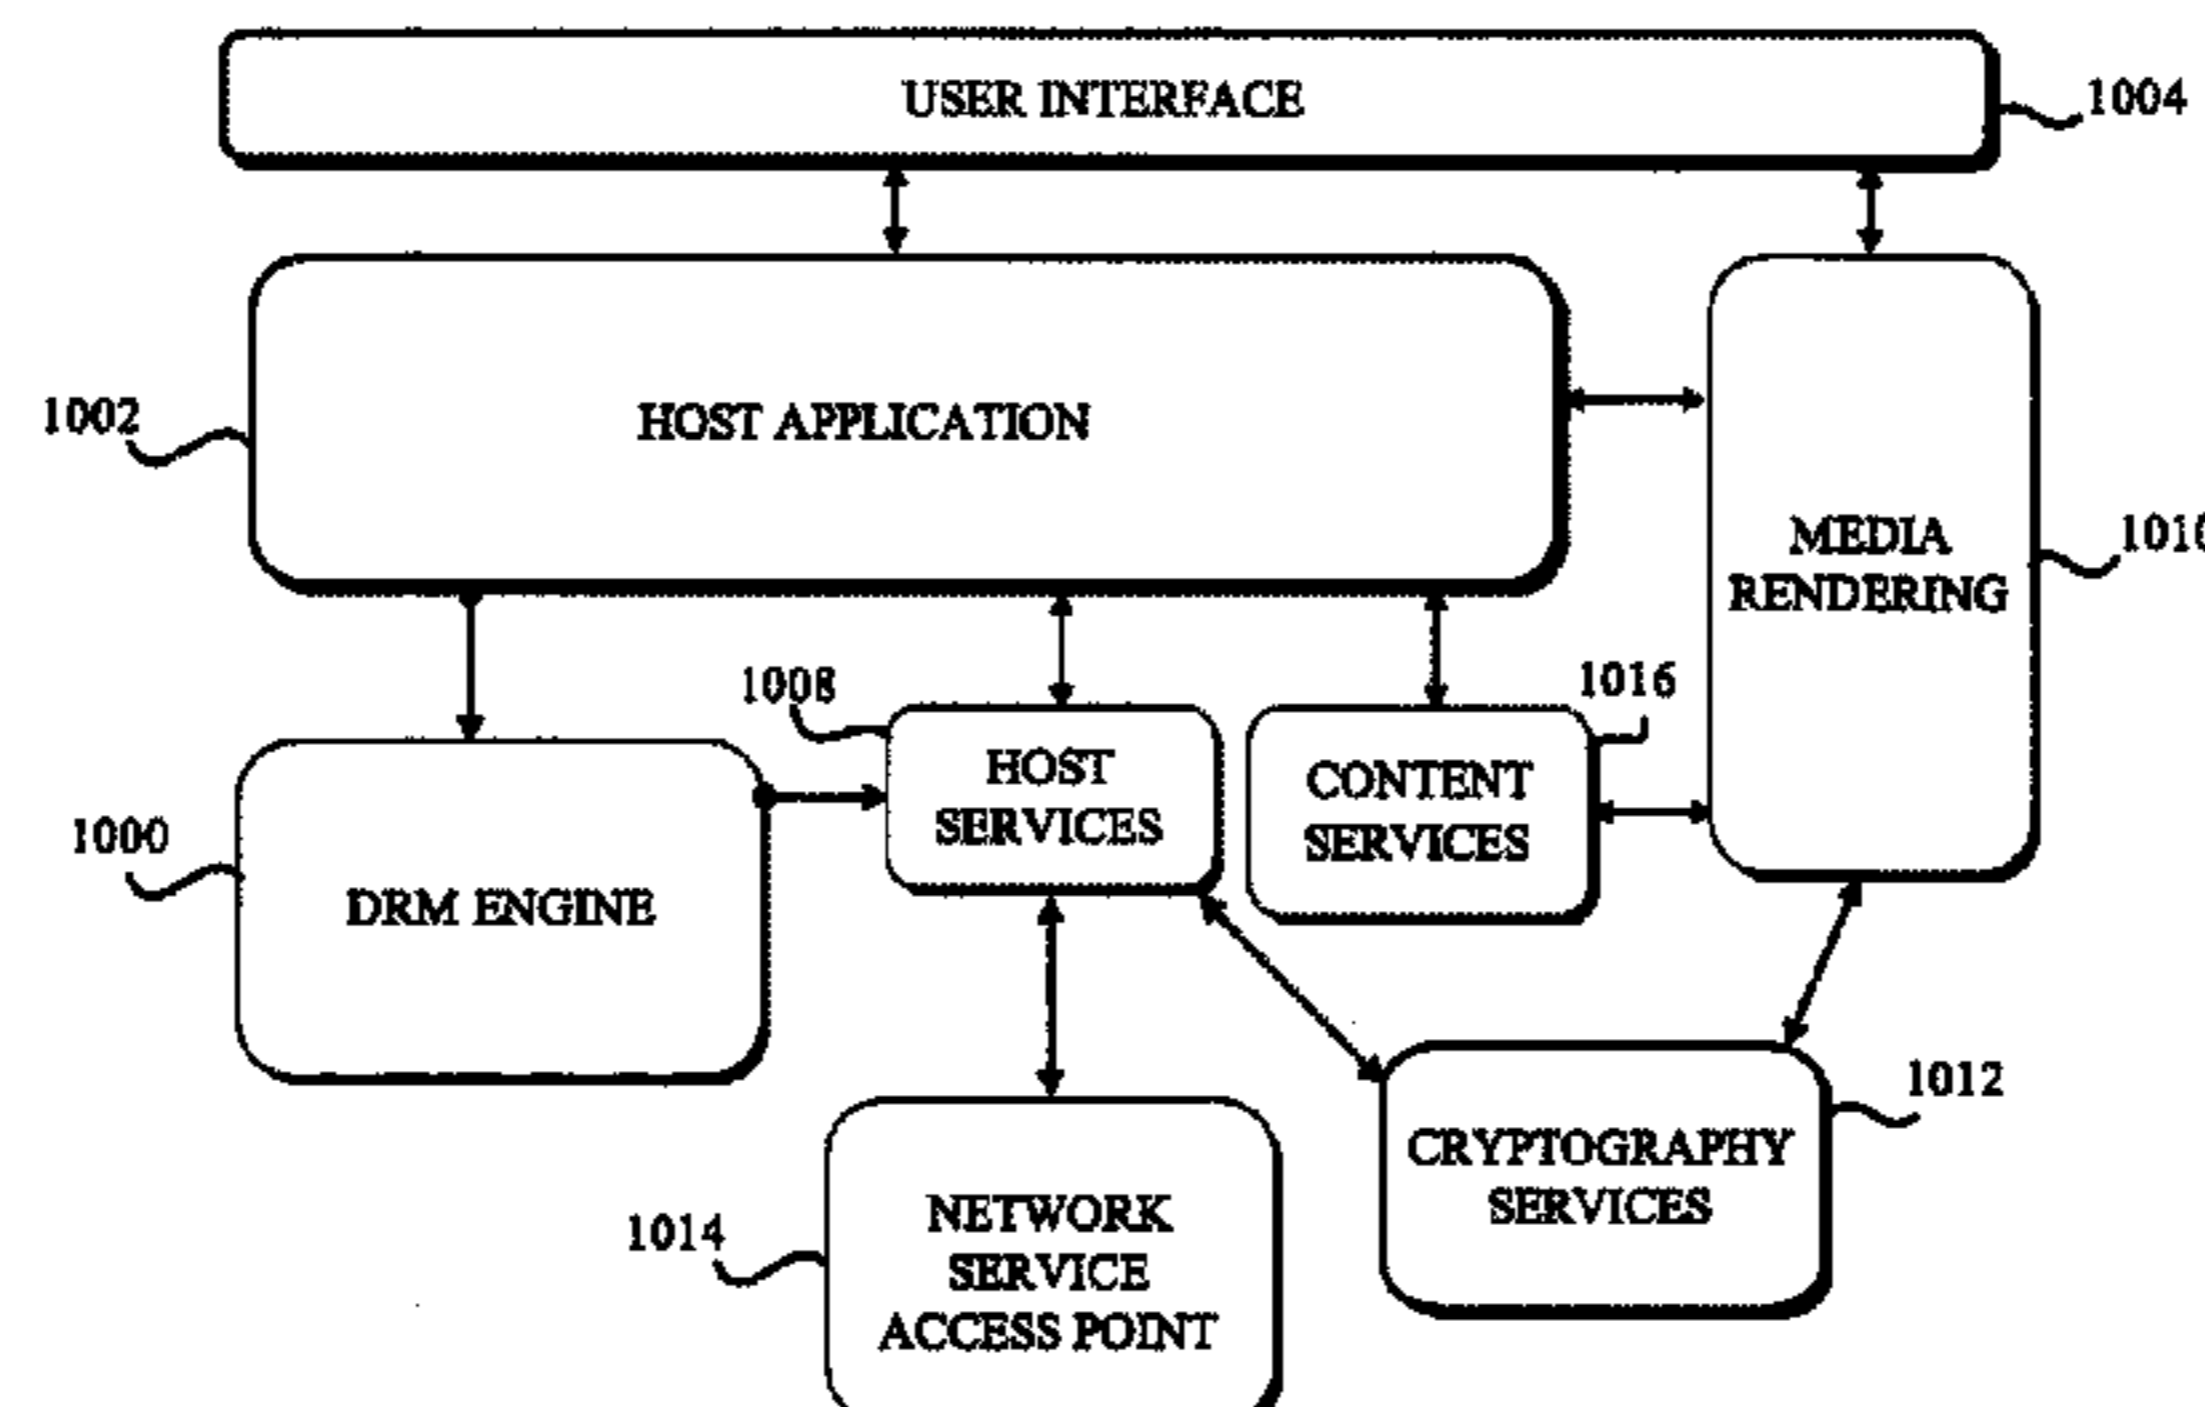 USER INTERFACE
1004
HOST APPLICATION
1002
MEDIA
RENDERING
1010
1008
HOST
SERVICES
1016
CONTENT
SERVICES
1000
DRM ENGINE
1012
CRYPTOGRAPHY
SERVICES
1014
NETWORK
SERVICE
ACCESS POINT